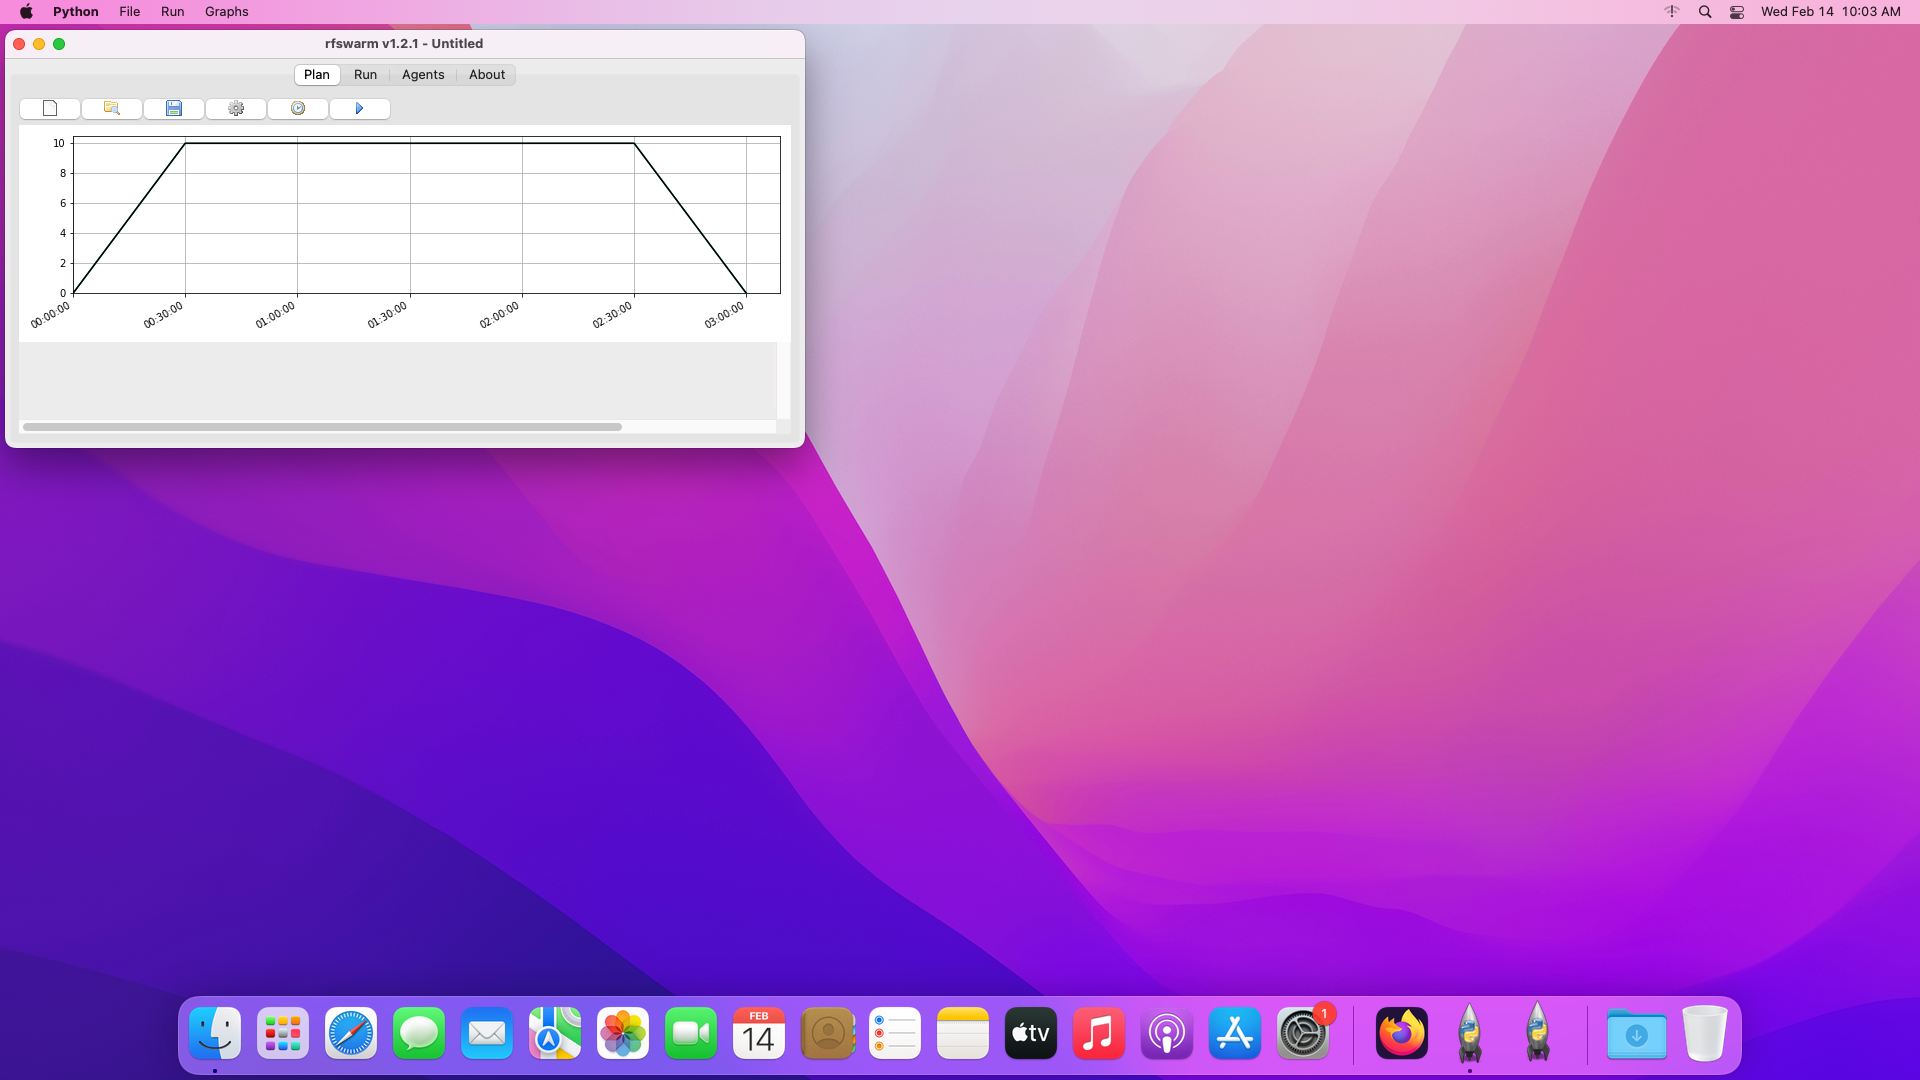 Python File Run Graphs
Wed Feb 14 10:03 AM
rfswarm v1.2.1 - Untitled
Plan Run Agents About
10
8
6
4
2
0
00:00:00 00:30:00 01:00:00 01:30:00 02:00:00 02:30:00 03:00:00
FEB
14
tv
1